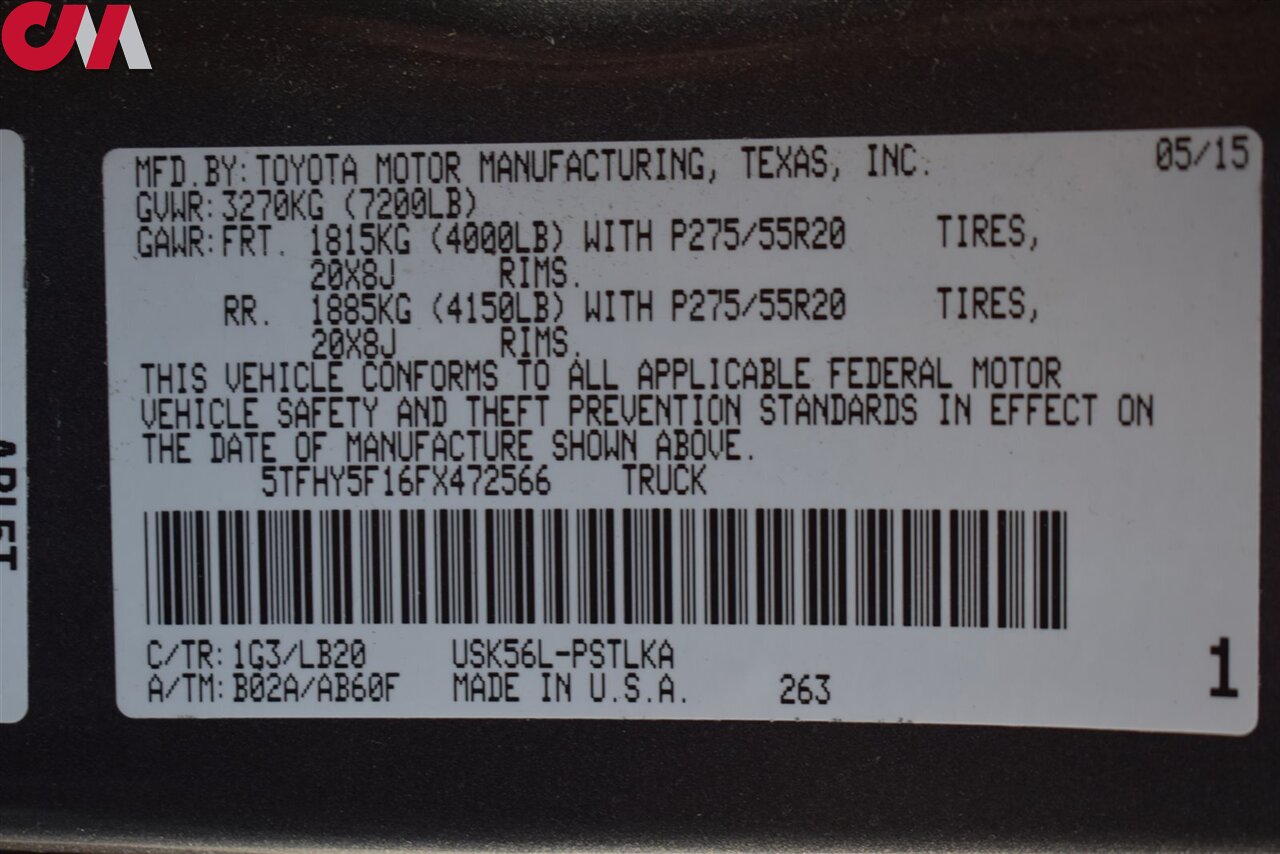 CM
MFD.BY:TOYOTA MOTOR MANUFACTURING, TEXAS, INC. 05/15
GVWR:3270KG (7200LB)
GAWR:FRT. 1815KG (4000LB) WITH P275/55R20 TIRES,
20X8J RIMS.
RR. 1885KG (4150LB) WITH P275/55R20 TIRES,
20X8J RIMS.
THIS VEHICLE CONFORMS TO ALL APPLICABLE FEDERAL MOTOR
VEHICLE SAFETY AND THEFT PREVENTION STANDARDS IN EFFECT ON
THE DATE OF MANUFACTURE SHOWN ABOVE.
5TFHY5F16FX472566 TRUCK
C/TR:1G3/LB20 USK56L-PSTLKA
A/TM:B02A/AB60F MADE IN U.S.A. 263 1